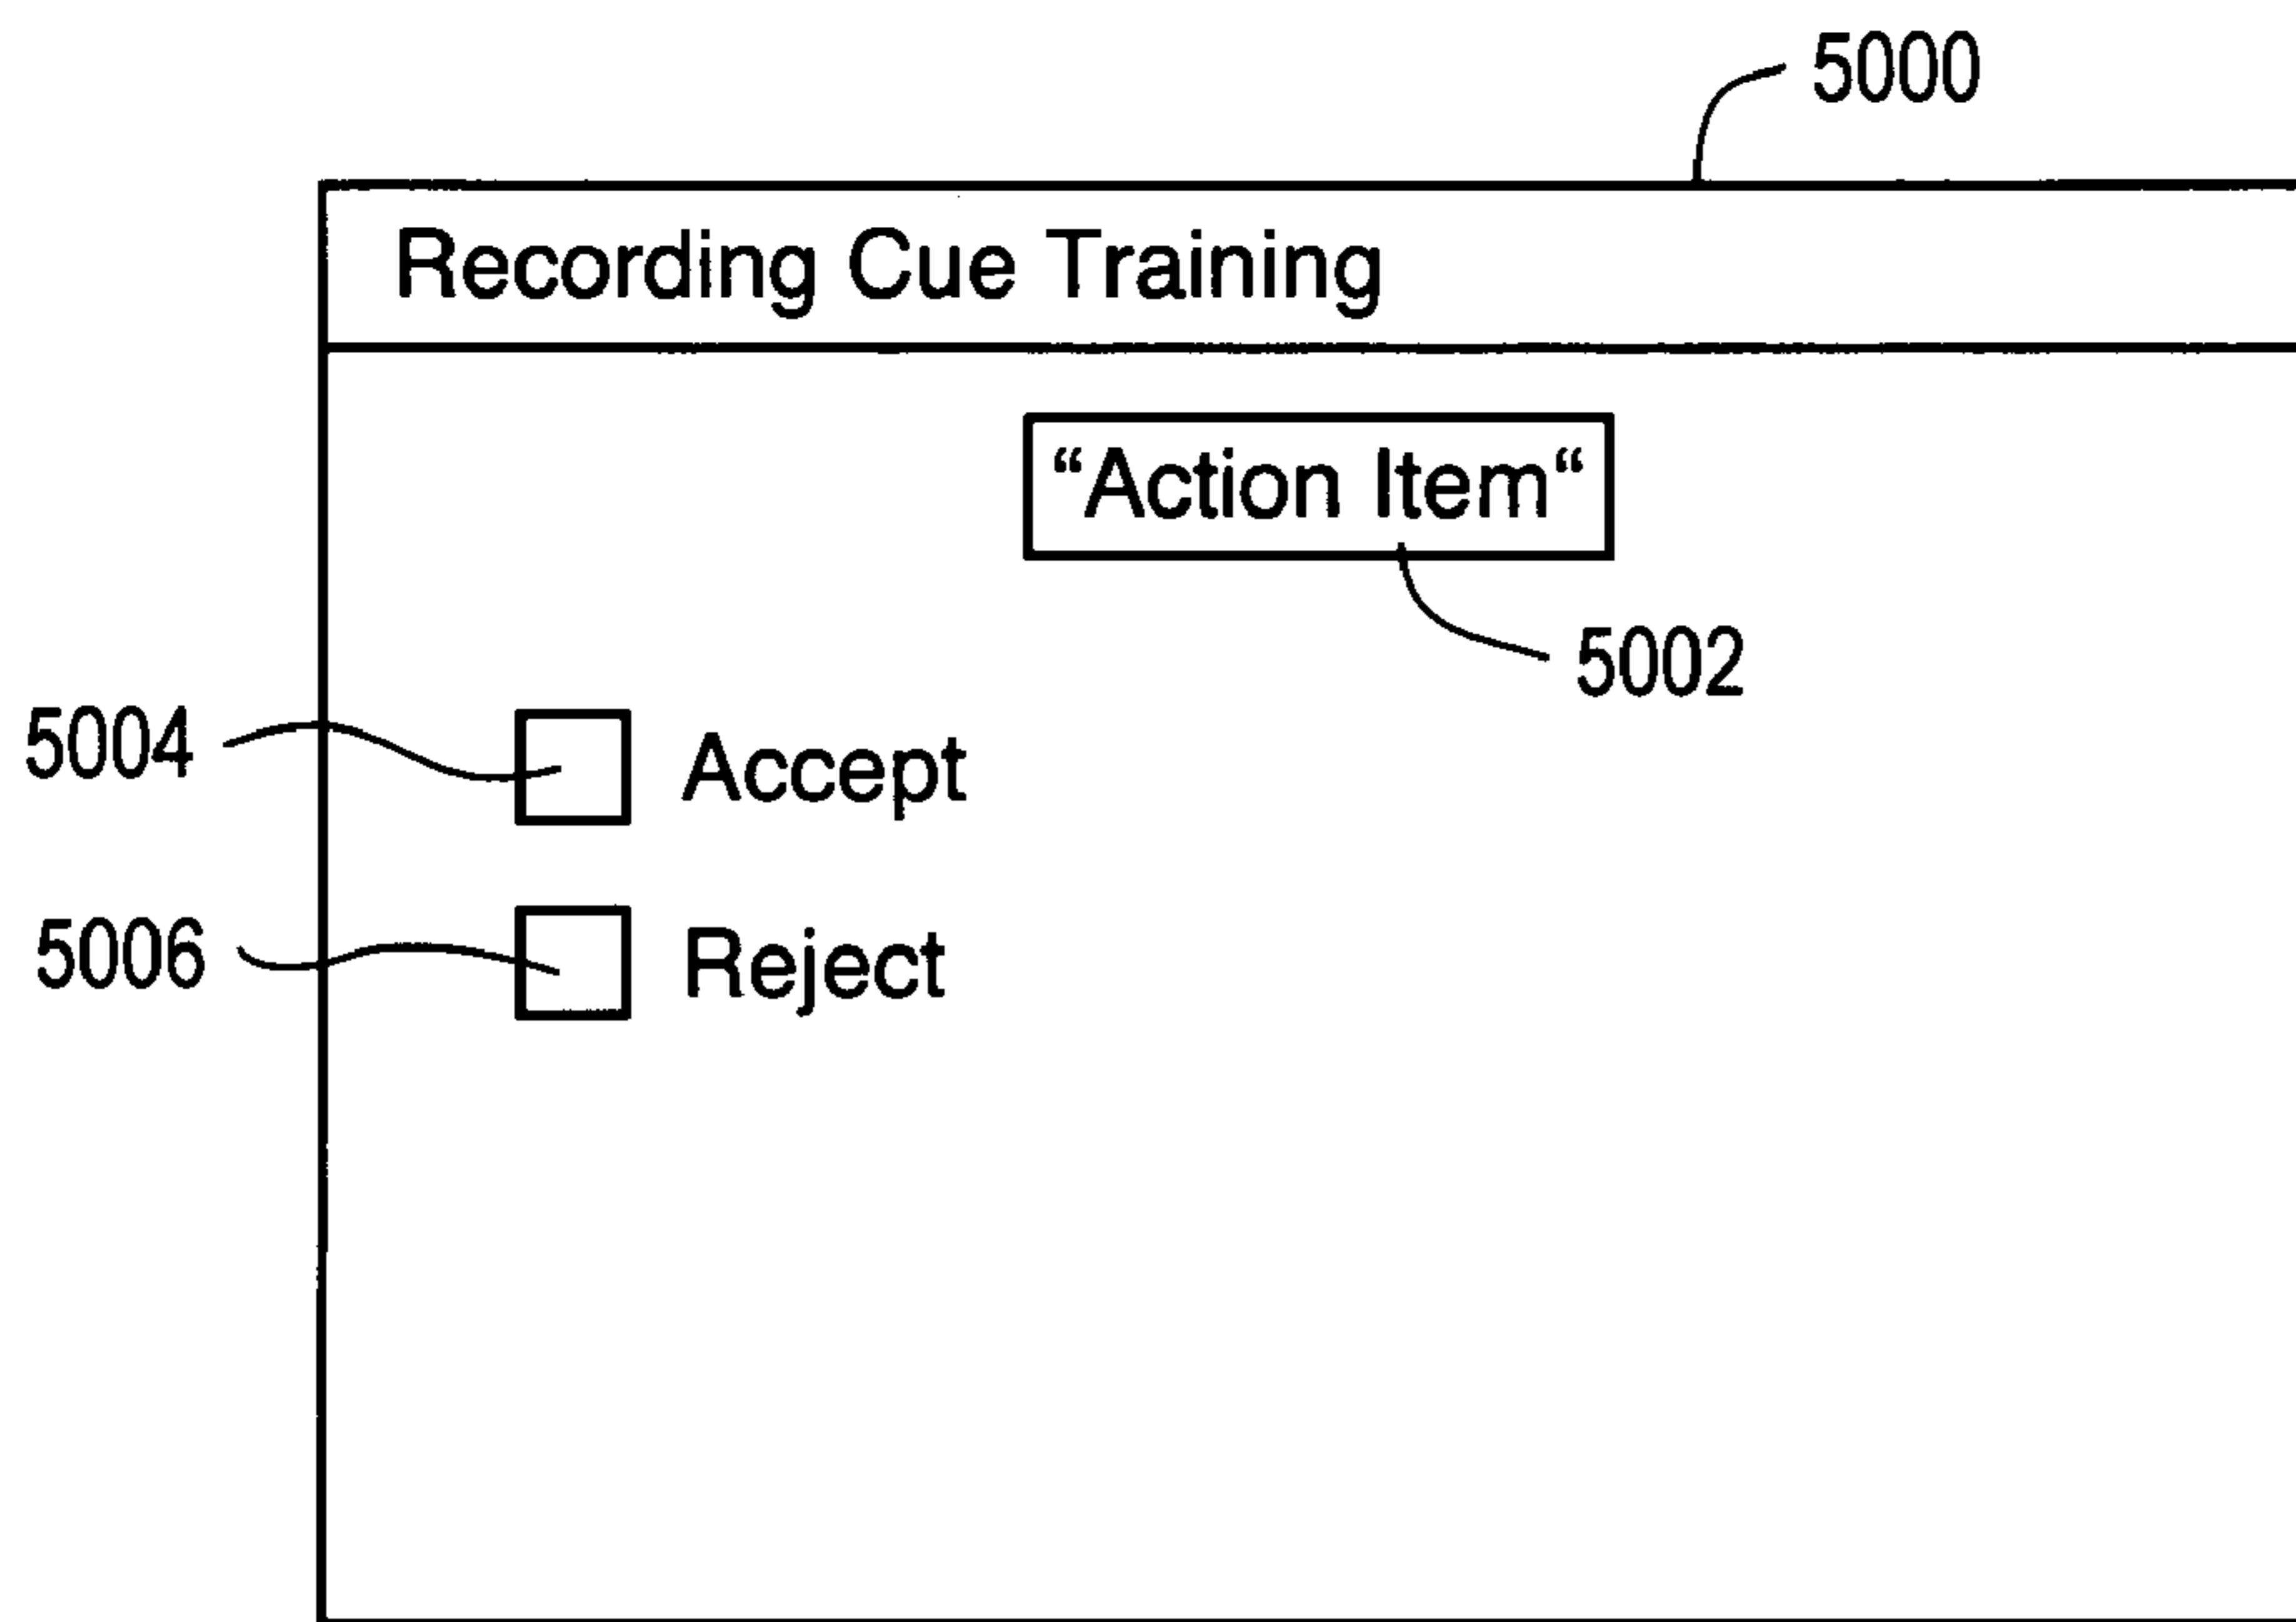 5000
Recording Cue Training
“Action Item“
5002
5004 Accept
5006 Reject